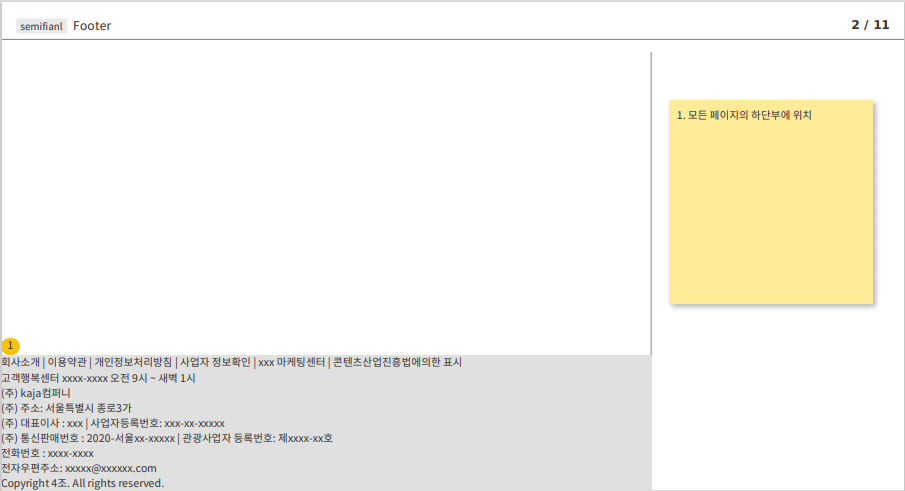 semifianl Footer
2 / 11
1. 모든 페이지의 하단부에 위치
1
회사소개 | 이용약관 | 개인정보처리방침 | 사업자 정보확인 | xxx 마케팅센터 | 콘텐츠산업진흥법에의한 표시
고객행복센터 xxxx-xxxx 오전 9시 ~ 새벽 1시
(주) kaja컴퍼니
(주) 주소: 서울특별시 종로3가
(주) 대표이사 : xxx | 사업자등록번호: xxx-xx-xxxxx
(주) 통신판매번호 : 2020-서울xx-xxxxx | 관광사업자 등록번호: 제xxxx-xx호
전화번호 : xxxx-xxxx
전자우편주소: xxxxx@xxxxxx.com
Copyright 4조. All rights reserved.